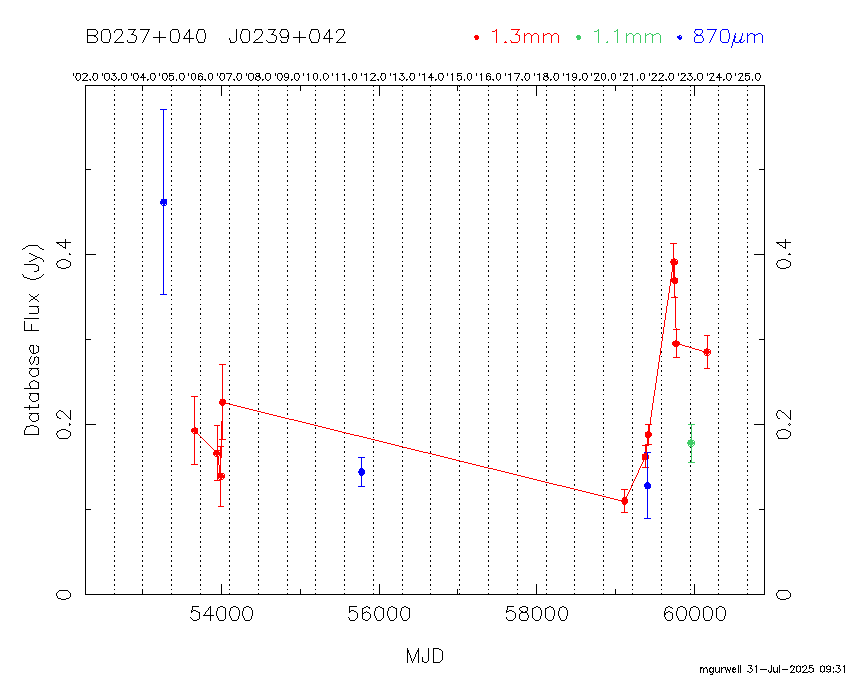 B0237+040 J0239+042 1.3mm 1.1mm 870μm
'02.0 '03.0 '04.0 '05.0 '06.0 '07.0 '08.0 '09.0 '10.0 '11.0 '12.0 '13.0 '14.0 '15.0 '16.0 '17.0 '18.0 '19.0 '20.0 '21.0 '22.0 '23.0 '24.0 '25.0
Database Flux (Jy)
0.4 0.4
0.2 0.2
0 0
54000 56000 58000 60000
MJD
mgurwell 31-Jul-2025 09:31